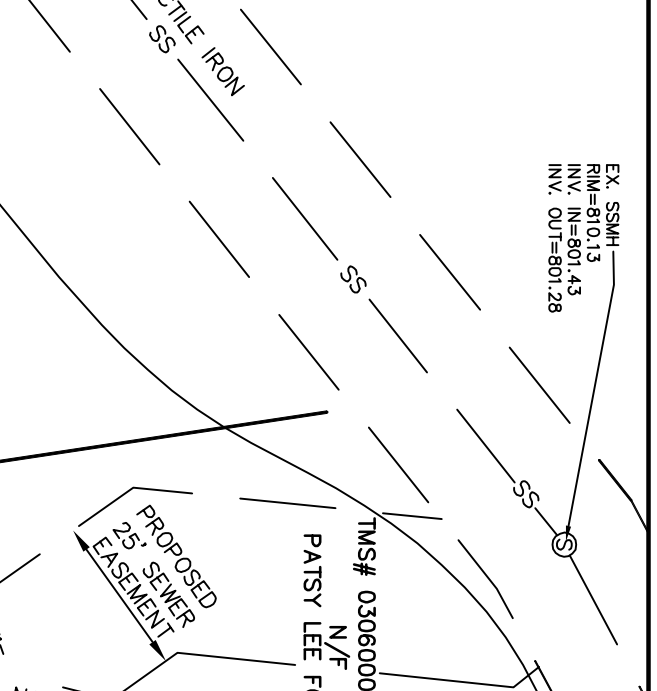 CTILE IRON
SS
SS
SS
S
EX. SSMH
RIM=810.13
INV. IN=801.43
INV. OUT=801.28
PROPOSED
25' SEWER
EASEMENT
TMS# 0306000
N/F
PATSY LEE